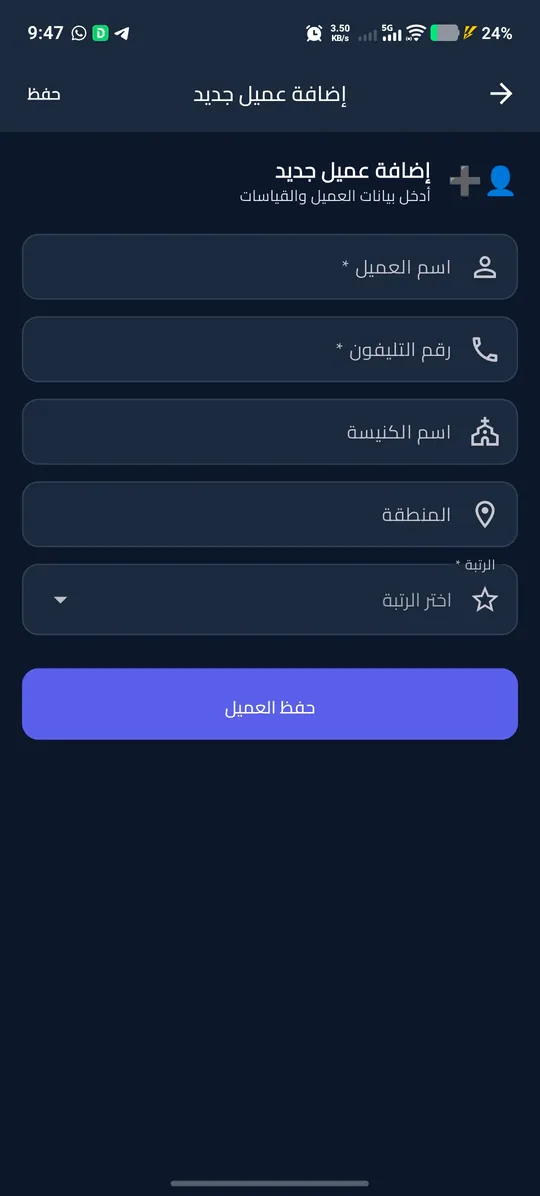 9:47
3.50 KB/s
5G
24%
إضافة عميل جديد
حفظ
إضافة عميل جديد
أدخل بيانات العميل والقياسات
اسم العميل *
رقم التليفون *
اسم الكنيسة
المنطقة
الرتبة *
اختر الرتبة
حفظ العميل